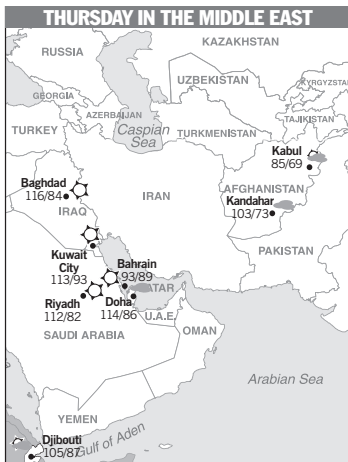 THURSDAY IN THE MIDDLE EAST
RUSSIA
KAZAKHSTAN
UZBEKISTAN
KYRGYZSTAN
GEORGIA
AZERBAIJAN
TAJIKISTAN
TURKEY
Caspian
Sea
TURKMENISTAN
Kabul
85/69
Baghdad
116/84
IRAN
AFGHANISTAN
Kandahar
103/73
IRAQ
PAKISTAN
Kuwait
City
113/93
Bahrain
93/89
Riyadh
112/82
Doha
114/86
QATAR
U.A.E.
SAUDI ARABIA
OMAN
Arabian Sea
YEMEN
Djibouti
105/87
Gulf of Aden